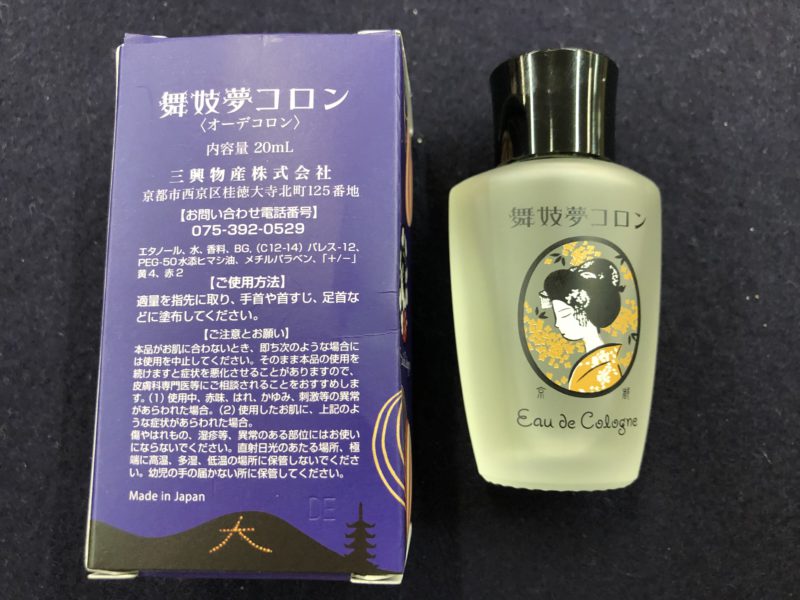 舞妓夢コロン
〈オーデコロン〉
内容量 20mL
三興物産株式会社
京都市西京区桂徳大寺北町125番地
【お問い合わせ電話番号】
075-392-0529
エタノール、水、香料、BG、(C12-14) パレス-12、
PEG-50水添ヒマシ油、メチルパラベン、「+/-」
黄4、赤2
【ご使用方法】
適量を指先に取り、手首や首すじ、足首な
どに塗布してください。
【ご注意とお願い】
本品がお肌に合わないとき、即ち次のような場合に
は使用を中止してください。そのまま本品の使用を
続けますと症状を悪化させることがありますので、
皮膚科専門医等にご相談されることをおすすめしま
す。(1) 使用中、赤味、はれ、かゆみ、刺激等の異常
があらわれた場合。(2) 使用したお肌に、上記のよ
うな症状があらわれた場合。
傷やはれもの、湿疹等、異常のある部位にはお使い
にならないでください。直射日光のあたる場所、極
端に高温、多湿、低温の場所に保管しないでくださ
い。幼児の手の届かない所に保管してください。
Made in Japan
DE
大
舞妓夢コロン
京都
Eau de Cologne